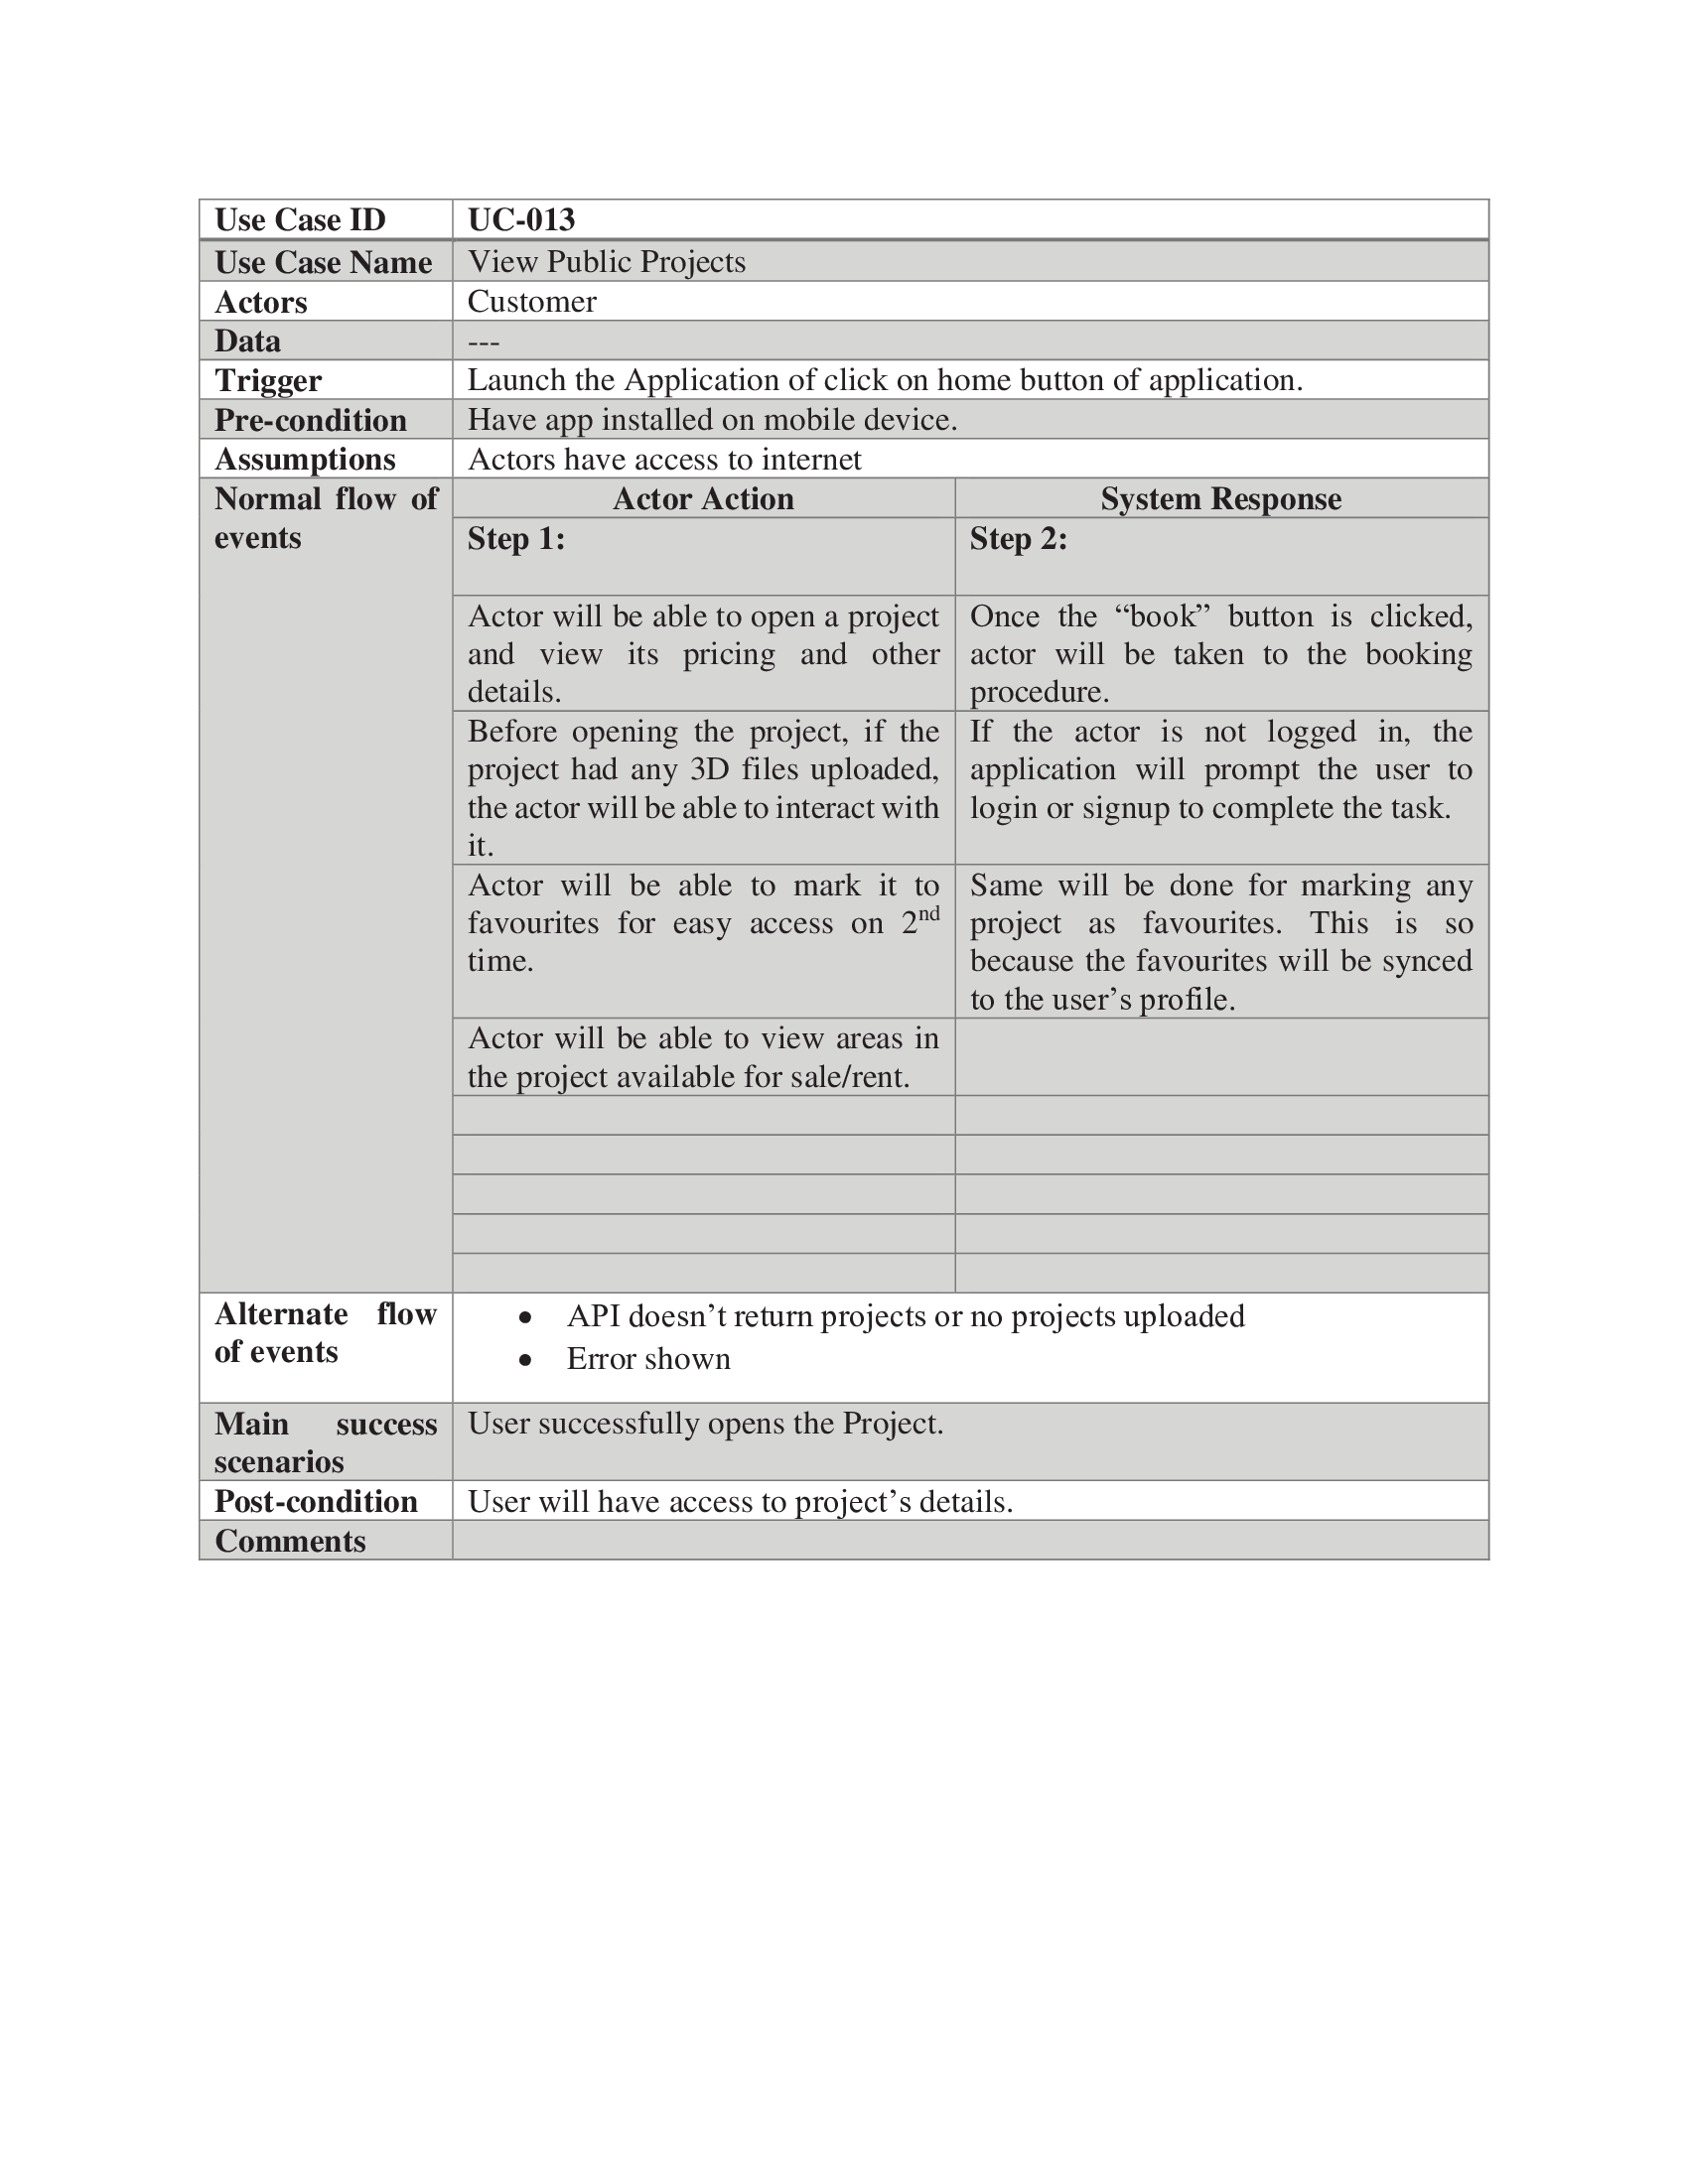 Use Case ID UC-013
Use Case Name View Public Projects
Actors Customer
Data ---
Trigger Launch the Application of click on home button of application.
Pre-condition Have app installed on mobile device.
Assumptions Actors have access to internet
Normal flow of events
Actor Action System Response
Step 1: Step 2:
Actor will be able to open a project
and view its pricing and other
details.
Once the “book” button is clicked,
actor will be taken to the booking
procedure.
Before opening the project, if the
project had any 3D files uploaded,
the actor will be able to interact with
it.
If the actor is not logged in, the
application will prompt the user to
login or signup to complete the task.
Actor will be able to mark it to
favourites for easy access on 2nd
time.
Same will be done for marking any
project as favourites. This is so
because the favourites will be synced
to the user’s profile.
Actor will be able to view areas in
the project available for sale/rent.
Alternate flow
of events
• API doesn’t return projects or no projects uploaded
• Error shown
Main success
scenarios
User successfully opens the Project.
Post-condition User will have access to project’s details.
Comments